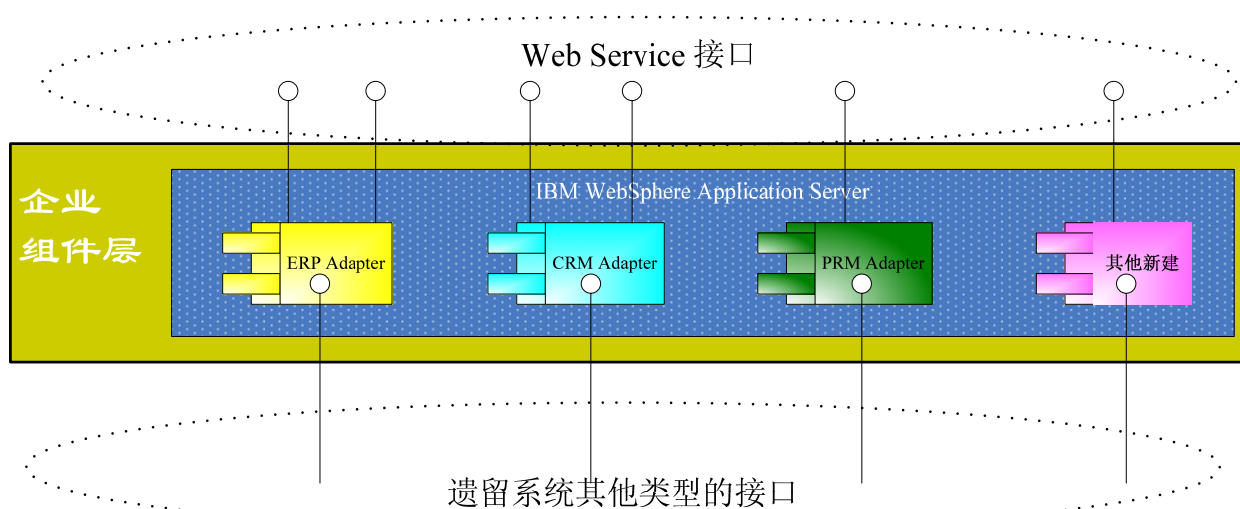 Web Service 接口
企业
组件层
IBM WebSphere Application Server
ERP Adapter
CRM Adapter
PRM Adapter
其他新建
遗留系统其他类型的接口